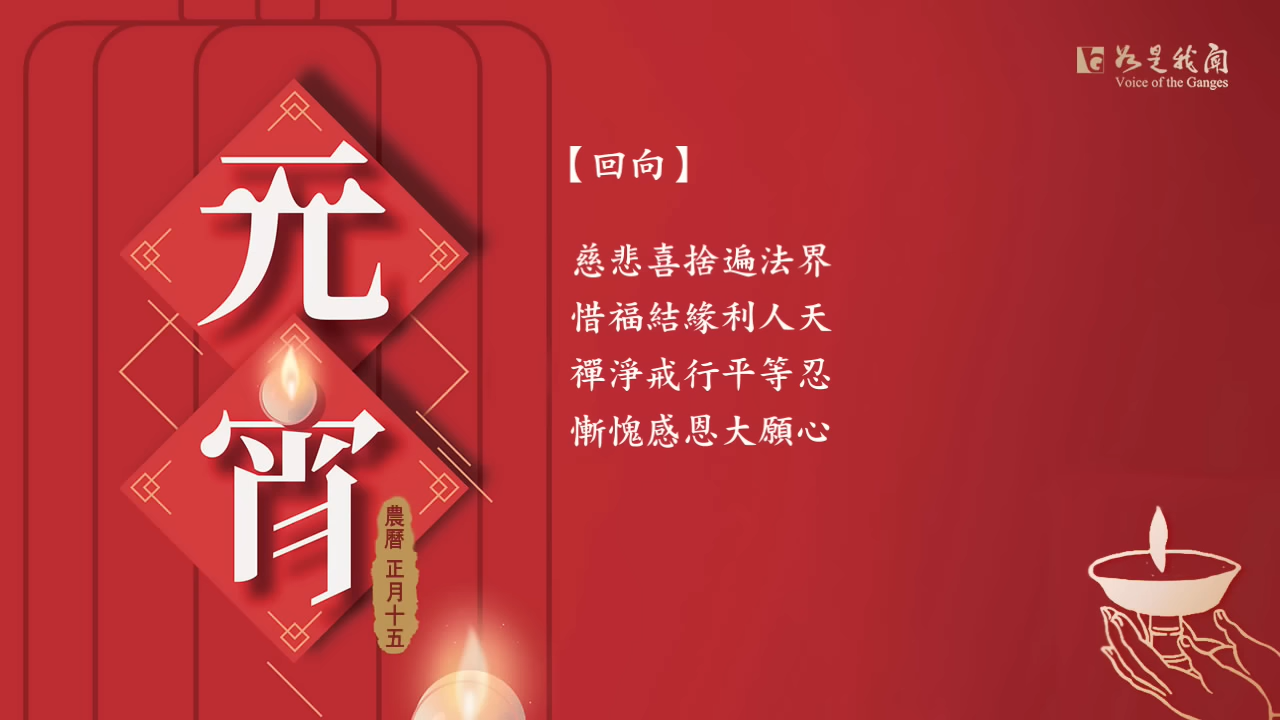 元宵
農曆 正月十五
如是我聞
Voice of the Ganges
【回向】
慈悲喜捨遍法界
惜福結緣利人天
禪淨戒行平等忍
慚愧感恩大願心